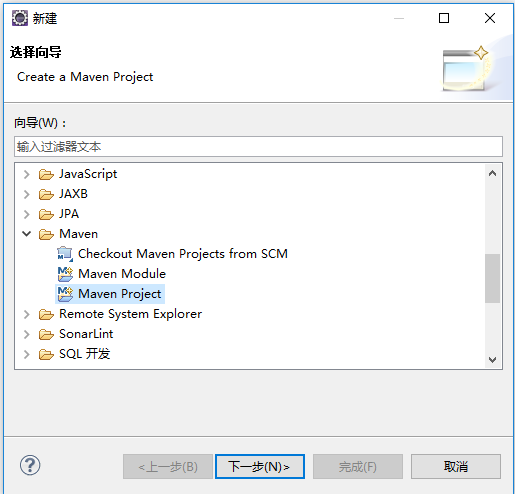 新建
选择向导
Create a Maven Project
向导(W)：
输入过滤器文本
JavaScript
JAXB
JPA
Maven
Checkout Maven Projects from SCM
Maven Module
Maven Project
Remote System Explorer
SonarLint
SQL 开发
?
<上一步(B) 下一步(N)> 完成(F) 取消